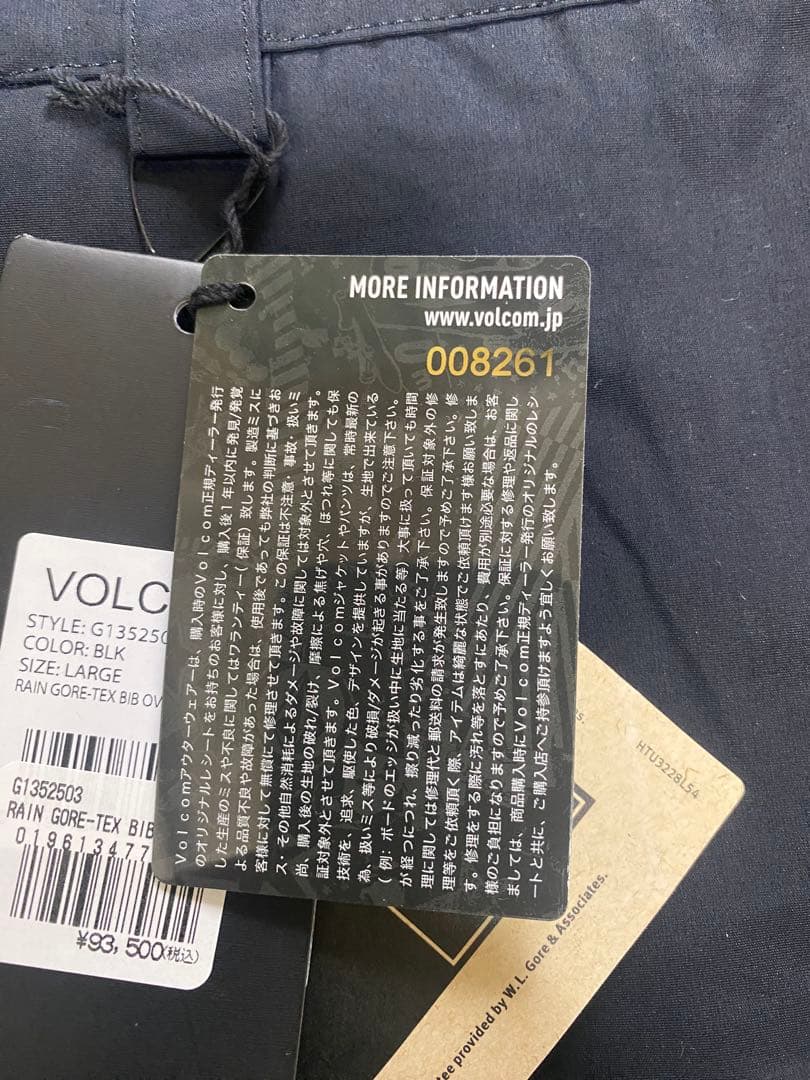 MORE INFORMATION
www.volcom.jp
008261
Volcomアウターウェアーは、購入時のVolcom正規ディーラー発行
のオリジナルレシートをお持ちのお客様に対し、購入後1年以内に発見/発覚
した生産のミスや不良に関してはワランティー(保証)致します。製造ミスに
よる品質不良や故障があった場合は、使用後であっても弊社の判断に基づきお
客様に対して無償にて修理させて頂きます。この保証は不注意・事故・扱いミ
ス・その他自然消耗によるダメージや故障に関しては対象外とさせて頂きます。
尚、購入後の生地の破れ/裂け、摩擦による焦げや穴、ほつれ等に関しても保
証対象外とさせて頂きます。Volcomジャケットやパンツは、常時最新の
技術を、追求、駆使した色、デザインを提供していますが、生地で出来ている
為、扱いミス等により破損/ダメージが起きる事がありますのでご注意下さい。
(例:ボードのエッジが扱い中に生地に当たる等)大事に扱って頂いても時間
が経つにつれ、擦り減ったり劣化する事をご了承下さい。保証対象外の修
理に関しては修理代と郵送料の請求が発生致しますので予めご了承下さい。修
理等をご依頼頂く際、アイテムは綺麗な状態でご依頼頂けます様お願い致しま
す。修理をする際に汚れ等を落とすにあたり、費用が別途必要な場合は、お客
様のご負担になりますので予めご了承下さい。保証に対する修理や返品に関し
ましては、商品購入時にVolcom正規ディーラー発行のオリジナルのレシ
ートと共に、ご購入店へご持参頂けますよう宜しくお願い致します。
VOLC
STYLE: G135250
COLOR: BLK
SIZE: LARGE
RAIN GORE-TEX BIB OV
G1352503
RAIN GORE-TEX BIB
019613477
¥93,500(税込)
HTU3228L54
tee provided by W. L. Gore & Associates.